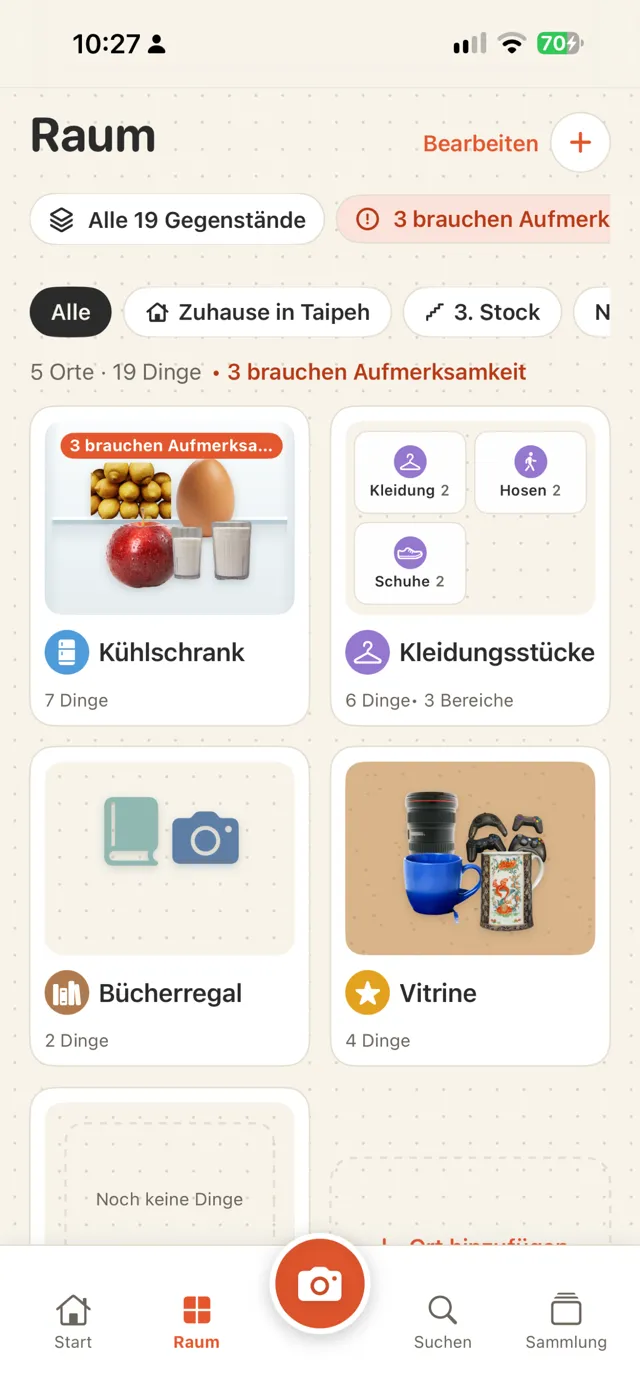 10:27
70
Raum
Bearbeiten
Alle 19 Gegenstände
3 brauchen Aufmerk
Alle
Zuhause in Taipeh
3. Stock
N
5 Orte · 19 Dinge • 3 brauchen Aufmerksamkeit
3 brauchen Aufmerksa...
Kleidung 2
Hosen 2
Schuhe 2
Kühlschrank
7 Dinge
Kleidungsstücke
6 Dinge• 3 Bereiche
Bücherregal
2 Dinge
Vitrine
4 Dinge
Noch keine Dinge
Ort hinzufügen
Start
Raum
Suchen
Sammlung